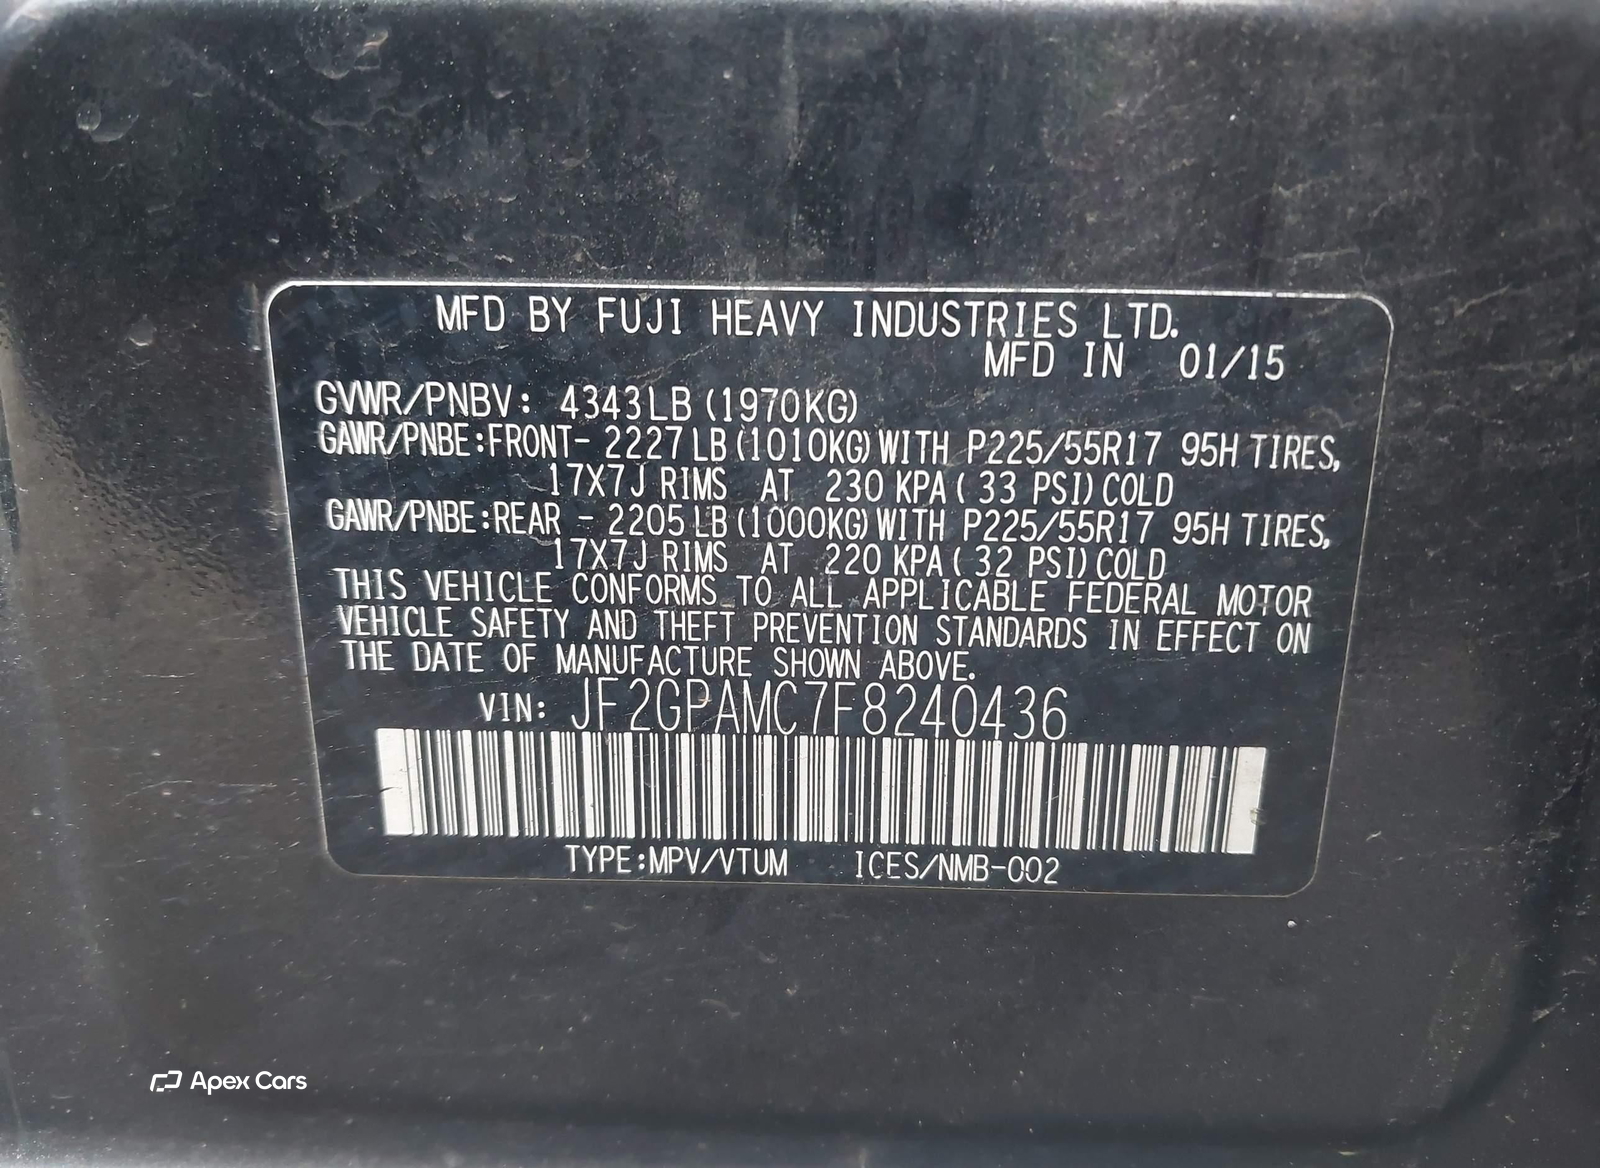 MFD BY FUJI HEAVY INDUSTRIES LTD.
MFD IN 01/15
GVWR/PNBV: 4343LB (1970KG)
GAWR/PNBE:FRONT- 2227 LB (1010KG) WITH P225/55R17 95H TIRES,
17X7J RIMS AT 230 KPA ( 33 PSI) COLD
GAWR/PNBE:REAR - 2205 LB (1000KG) WITH P225/55R17 95H TIRES,
17X7J RIMS AT 220 KPA ( 32 PSI) COLD
THIS VEHICLE CONFORMS TO ALL APPLICABLE FEDERAL MOTOR
VEHICLE SAFETY AND THEFT PREVENTION STANDARDS IN EFFECT ON
THE DATE OF MANUFACTURE SHOWN ABOVE.
VIN: JF2GPAMC7F8240436
TYPE:MPV/VTUM ICES/NMB-002
Apex Cars